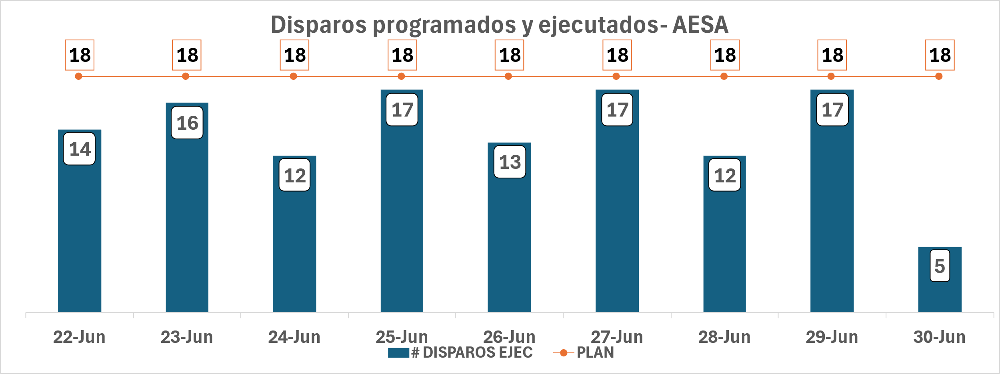 Disparos programados y ejecutados- AESA
18 18 18 18 18 18 18 18 18
14 16 12 17 13 17 12 17 5
22-Jun 23-Jun 24-Jun 25-Jun 26-Jun 27-Jun 28-Jun 29-Jun 30-Jun
# DISPAROS EJEC PLAN